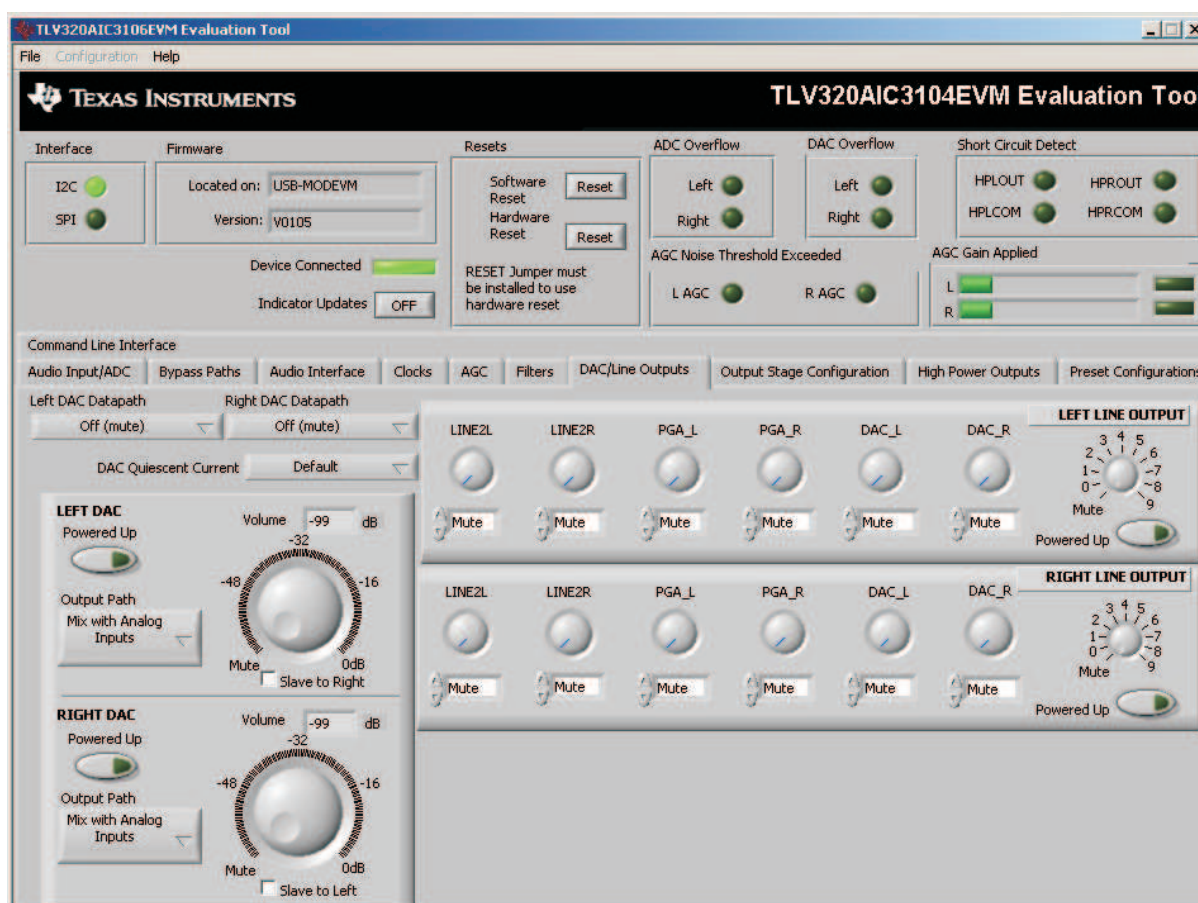 TLV320AIC3106EVM Evaluation Tool
File Configuration Help
TEXAS INSTRUMENTS
TLV320AIC3104EVM Evaluation Too
Interface
I2C
SPI
Firmware
Located on: USB-MODEVM
Version: V0105
Device Connected
Indicator Updates OFF
Resets
Software
Reset
Reset
Hardware
Reset
Reset
RESET Jumper must
be installed to use
hardware reset
ADC Overflow
Left
Right
DAC Overflow
Left
Right
Short Circuit Detect
HPLOUT HPROUT
HPLCOM HPRCOM
AGC Noise Threshold Exceeded
L AGC R AGC
AGC Gain Applied
L
R
Command Line Interface
Audio Input/ADC Bypass Paths Audio Interface Clocks AGC Filters DAC/Line Outputs Output Stage Configuration High Power Outputs Preset Configurations
Left DAC Datapath Right DAC Datapath
Off (mute) Off (mute)
DAC Quiescent Current Default
LEFT DAC
Powered Up
Output Path
Mix with Analog
Inputs
Volume -99 dB
-32
-48 -16
Mute 0dB
Slave to Right
RIGHT DAC
Powered Up
Output Path
Mix with Analog
Inputs
Volume -99 dB
-32
-48 -16
Mute 0dB
Slave to Left
LEFT LINE OUTPUT
LINE2L LINE2R PGA_L PGA_R DAC_L DAC_R
Mute Mute Mute Mute Mute Mute
3 4 5
2 6
1 7
0 8
Mute 9
Powered Up
RIGHT LINE OUTPUT
LINE2L LINE2R PGA_L PGA_R DAC_L DAC_R
Mute Mute Mute Mute Mute Mute
3 4 5
2 6
1 7
0 8
Mute 9
Powered Up